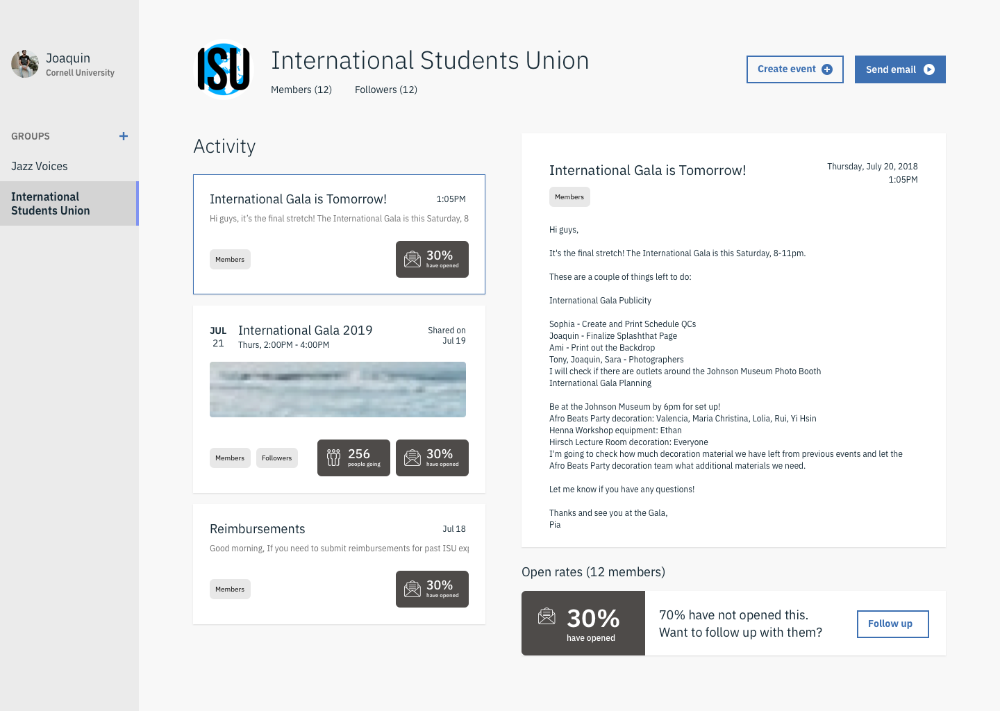 Joaquin
Cornell University
GROUPS
Jazz Voices
International
Students Union
ISU
International Students Union
Members (12)
Followers (12)
Create event
Send email
Activity
International Gala is Tomorrow!
1:05PM
Hi guys, it's the final stretch! The International Gala is this Saturday, 8
Members
30%
have opened
JUL
21
International Gala 2019
Thurs, 2:00PM - 4:00PM
Shared on
Jul 19
Members
Followers
256
people going
30%
have opened
Reimbursements
Jul 18
Good morning, If you need to submit reimbursements for past ISU exp
Members
30%
have opened
International Gala is Tomorrow!
Thursday, July 20, 2018
1:05PM
Members
Hi guys,
It's the final stretch! The International Gala is this Saturday, 8-11pm.
These are a couple of things left to do:
International Gala Publicity
Sophia - Create and Print Schedule QCs
Joaquin - Finalize Splashthat Page
Ami - Print out the Backdrop
Tony, Joaquin, Sara - Photographers
I will check if there are outlets around the Johnson Museum Photo Booth
International Gala Planning
Be at the Johnson Museum by 6pm for set up!
Afro Beats Party decoration: Valencia, Maria Christina, Lolia, Rui, Yi Hsin
Henna Workshop equipment: Ethan
Hirsch Lecture Room decoration: Everyone
I'm going to check how much decoration material we have left from previous events and let the
Afro Beats Party decoration team what additional materials we need.
Let me know if you have any questions!
Thanks and see you at the Gala,
Pia
Open rates (12 members)
30%
have opened
70% have not opened this.
Want to follow up with them?
Follow up